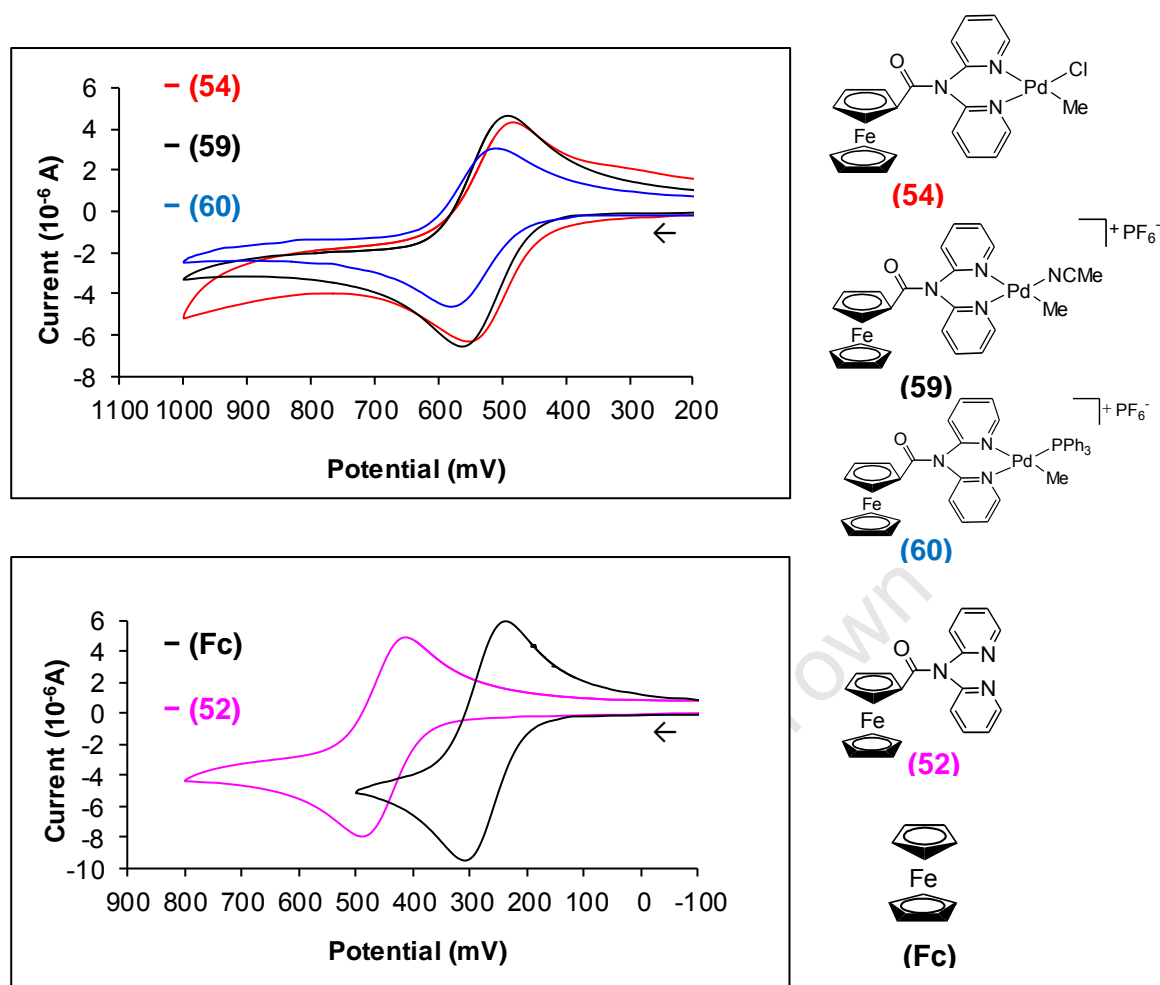 − (54)
− (59)
− (60)
6
4
2
0
-2
-4
-6
-8
Current (10-6 A)
1100 1000 900 800 700 600 500 400 300 200
Potential (mV)
←
O
N
N
N
Pd
Cl
Me
Fe
(54)
+ PF6-
O
N
N
N
Pd
NCMe
Me
Fe
(59)
+ PF6-
O
N
N
N
Pd
PPh3
Me
Fe
(60)
− (Fc)
− (52)
6
4
2
0
-2
-4
-6
-8
-10
Current (10-6A)
900 800 700 600 500 400 300 200 100 0 -100
Potential (mV)
←
O
N
N
N
Fe
(52)
Fe
(Fc)
own